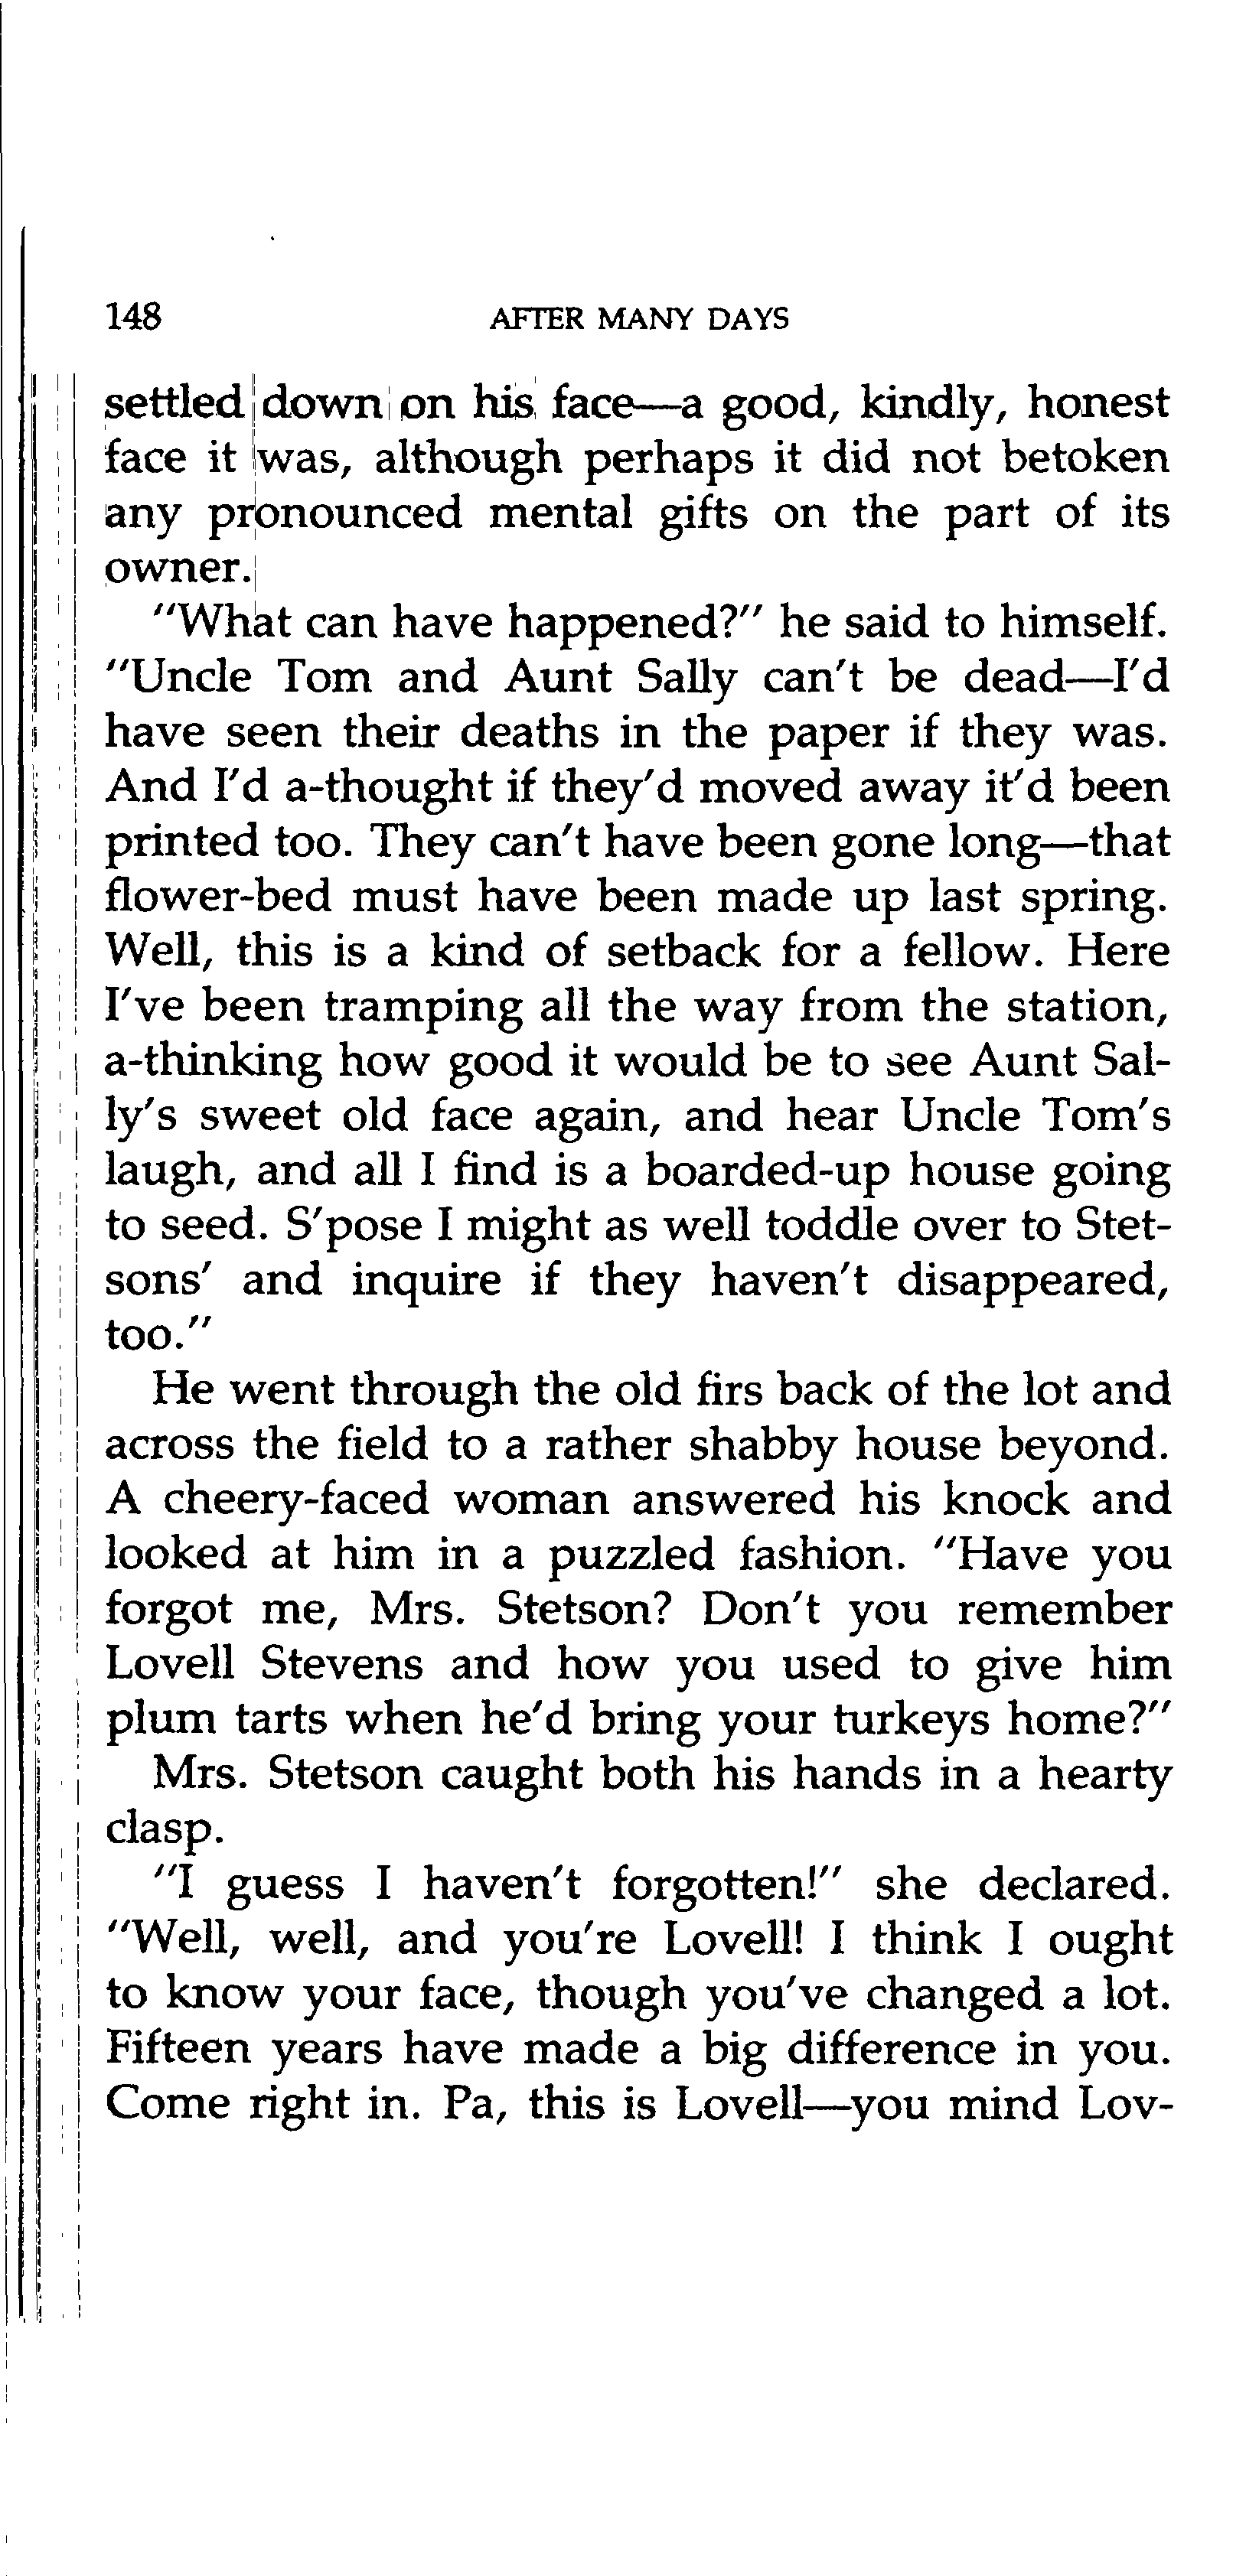 148 AFTER MANY DAYS
settled down on his face—a good, kindly, honest
face it was, although perhaps it did not betoken
any pronounced mental gifts on the part of its
owner.
"What can have happened?" he said to himself.
"Uncle Tom and Aunt Sally can't be dead—I'd
have seen their deaths in the paper if they was.
And I'd a-thought if they'd moved away it'd been
printed too. They can't have been gone long—that
flower-bed must have been made up last spring.
Well, this is a kind of setback for a fellow. Here
I've been tramping all the way from the station,
a-thinking how good it would be to see Aunt Sal-
ly's sweet old face again, and hear Uncle Tom's
laugh, and all I find is a boarded-up house going
to seed. S'pose I might as well toddle over to Stet-
sons' and inquire if they haven't disappeared,
too."
He went through the old firs back of the lot and
across the field to a rather shabby house beyond.
A cheery-faced woman answered his knock and
looked at him in a puzzled fashion. "Have you
forgot me, Mrs. Stetson? Don't you remember
Lovell Stevens and how you used to give him
plum tarts when he'd bring your turkeys home?"
Mrs. Stetson caught both his hands in a hearty
clasp.
"I guess I haven't forgotten!" she declared.
"Well, well, and you're Lovell! I think I ought
to know your face, though you've changed a lot.
Fifteen years have made a big difference in you.
Come right in. Pa, this is Lovell—you mind Lov-